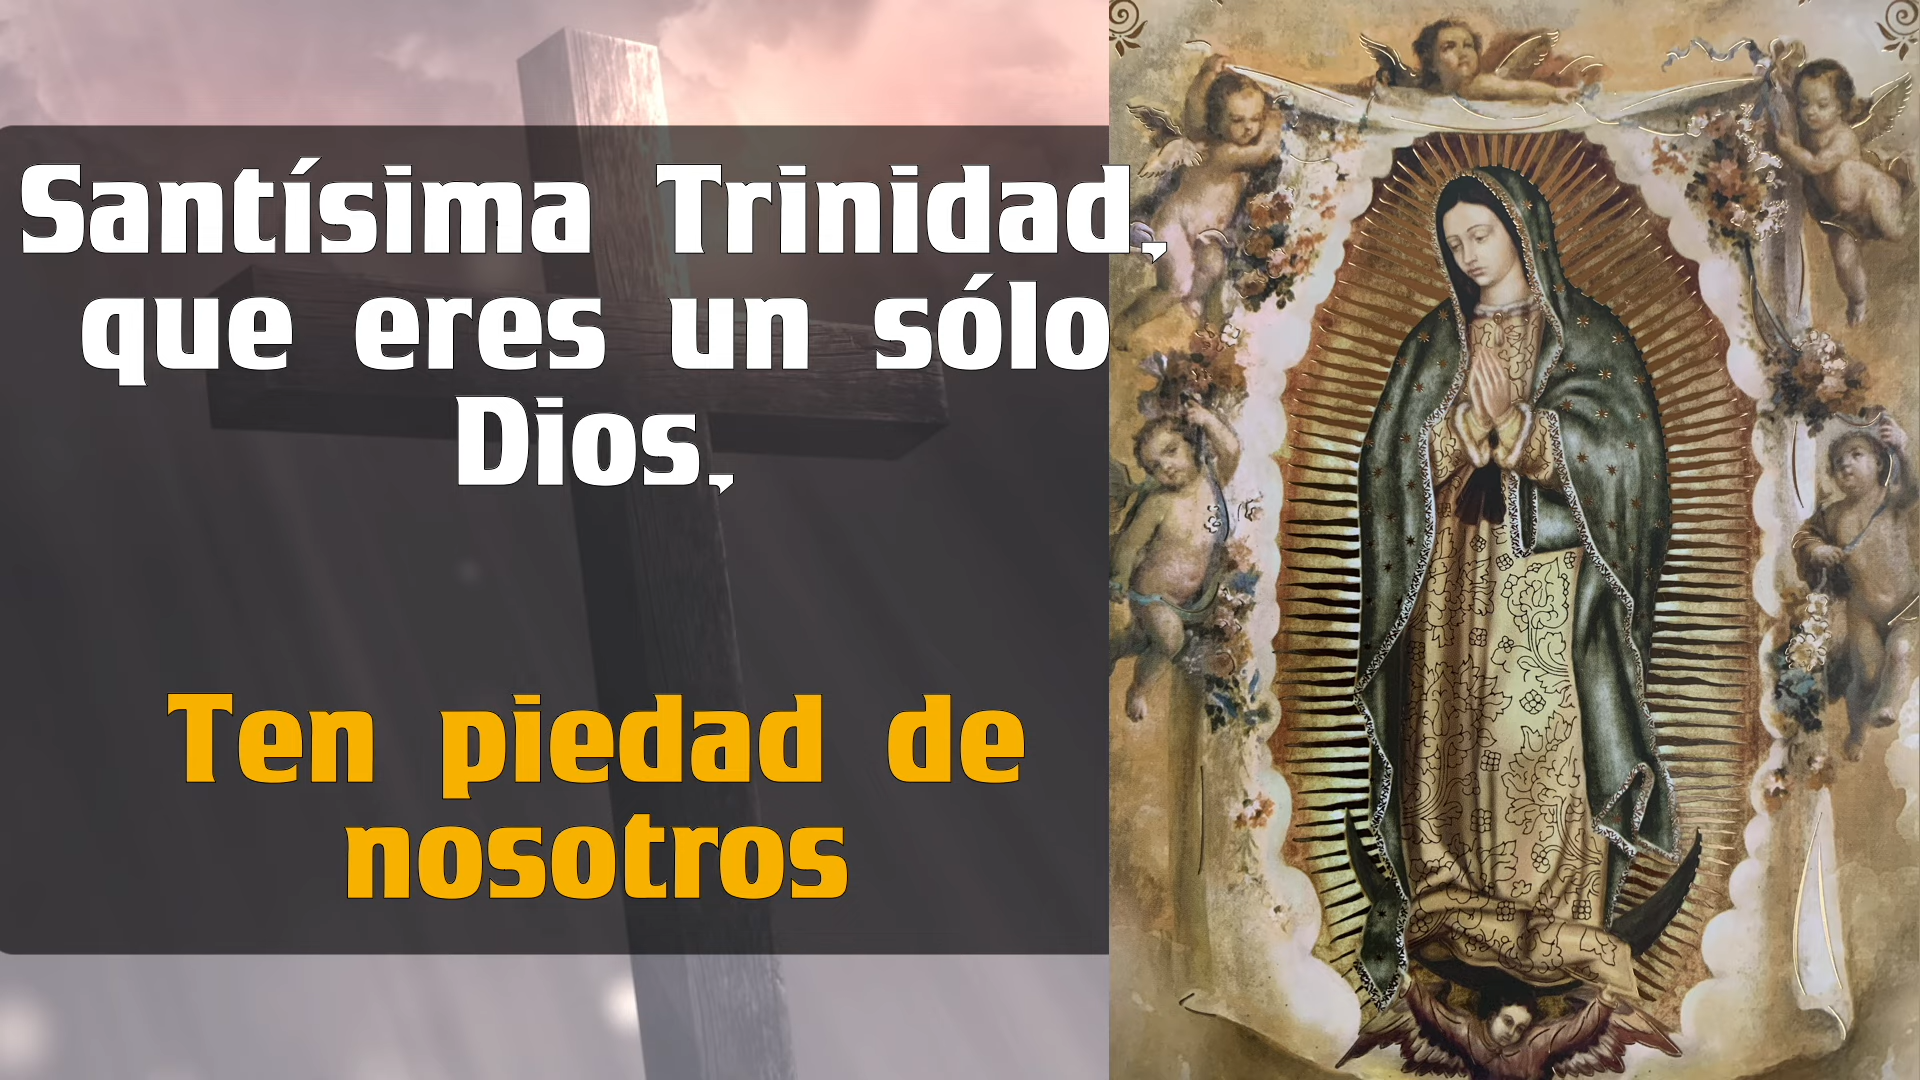 Santísima Trinidad,
que eres un sólo
Dios,
Ten piedad de
nosotros